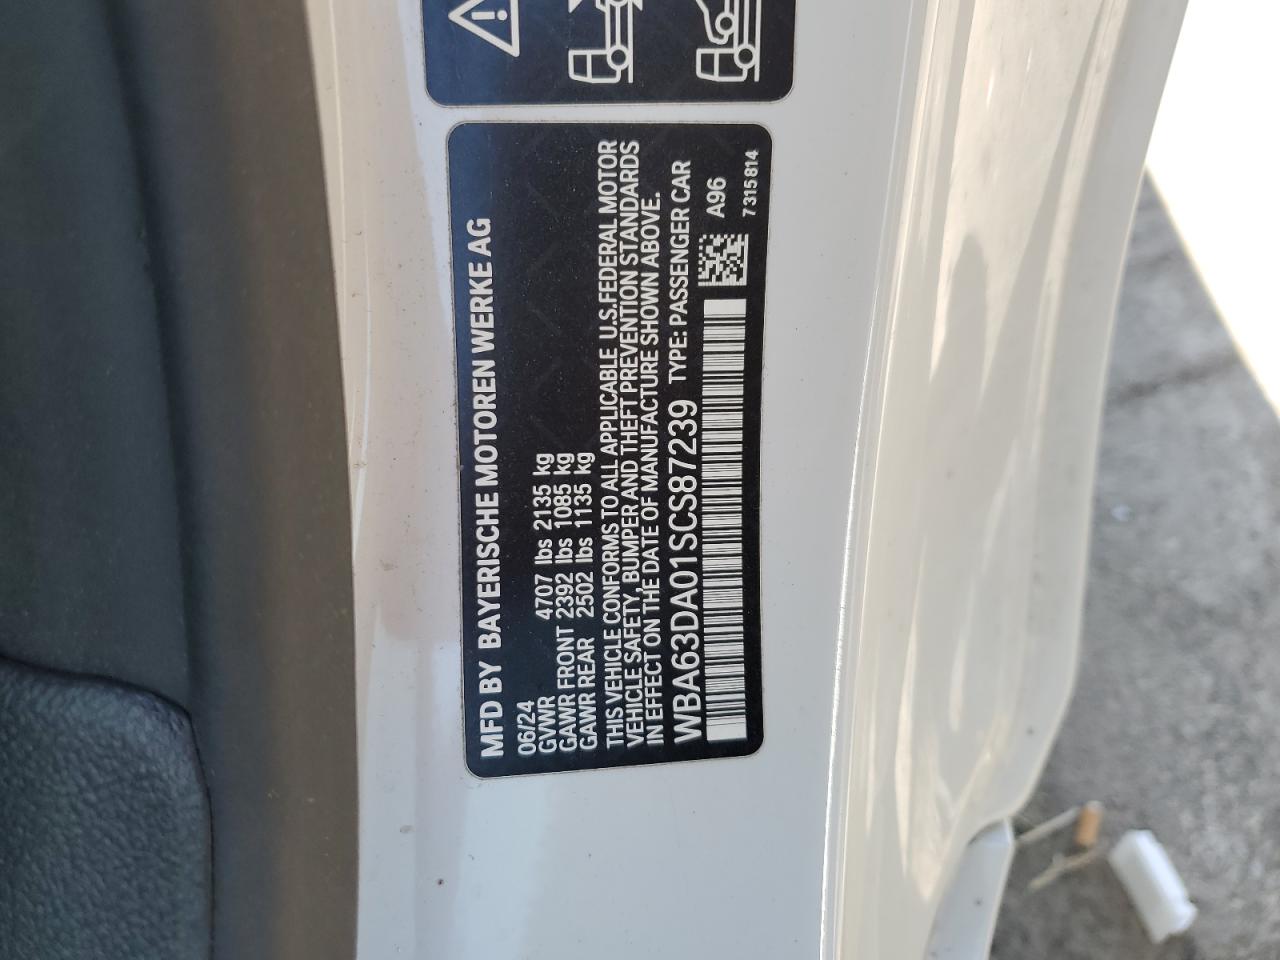 MFD BY BAYERISCHE MOTOREN WERKE AG
06/24
GVWR 4707 lbs 2135 kg
GAWR FRONT 2392 lbs 1085 kg
GAWR REAR 2502 lbs 1135 kg
THIS VEHICLE CONFORMS TO ALL APPLICABLE U.S.FEDERAL MOTOR
VEHICLE SAFETY, BUMPER AND THEFT PREVENTION STANDARDS
IN EFFECT ON THE DATE OF MANUFACTURE SHOWN ABOVE.
WBA63DA01SCS87239 TYPE: PASSENGER CAR
A96
7315814